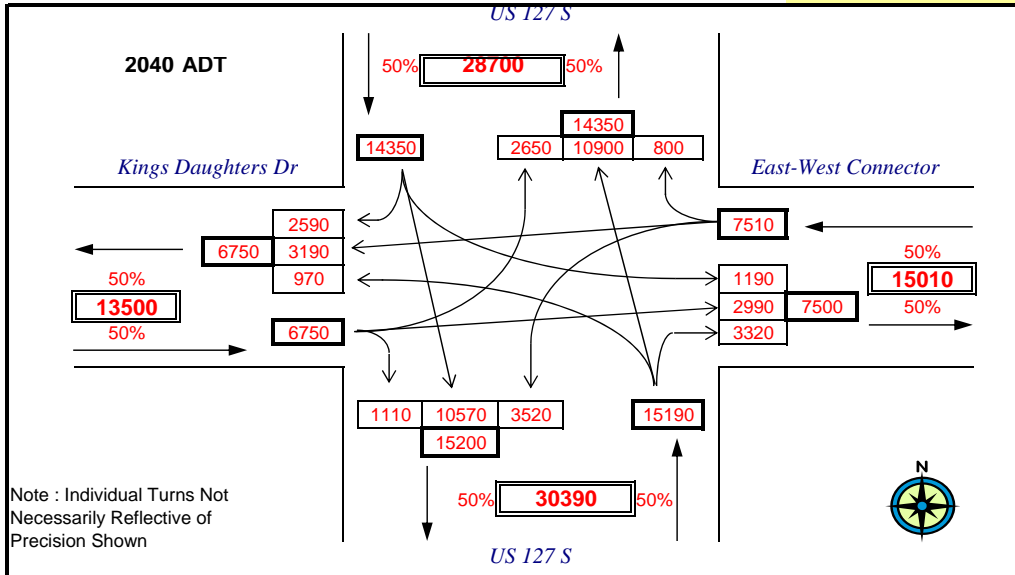 US 127 S
2040 ADT
50% 28700 50%
14350
14350
2650 10900 800
Kings Daughters Dr
East-West Connector
2590
7510
6750 3190
50%
970
1190
15010
50%
2990 7500
50%
13500
3320
50%
6750
1110 10570 3520
15190
15200
N
Note : Individual Turns Not
Necessarily Reflective of
Precision Shown
50% 30390 50%
US 127 S